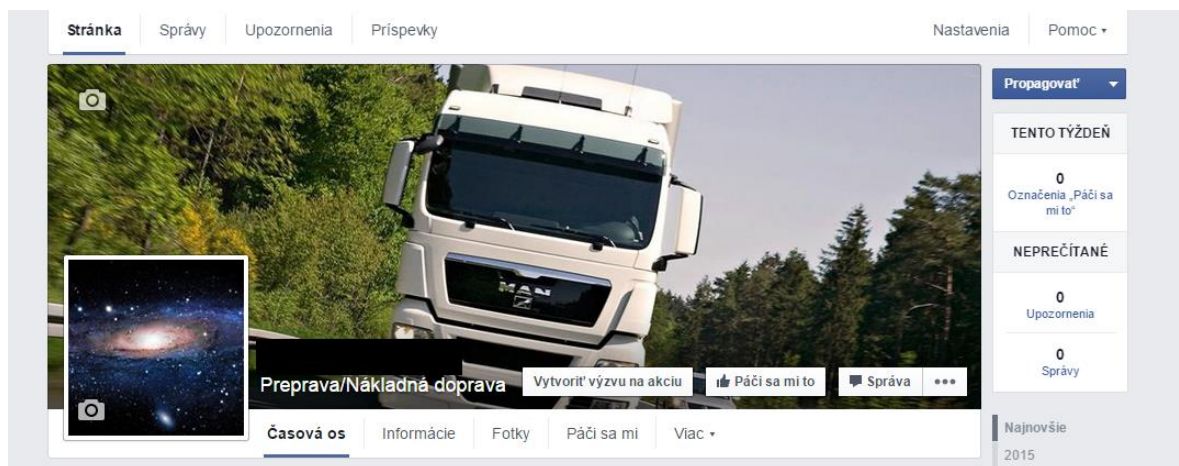 Stránka Správy Upozornenia Príspevky Nastavenia Pomoc
Propagovať
TENTO TÝŽDEŇ
0
Označenia „Páči sa
mi to“
NEPREČÍTANÉ
0
Upozornenia
0
Správy
MAN
Preprava/Nákladná doprava Vytvoriť výzvu na akciu Páči sa mi to Správa
Časová os Informácie Fotky Páči sa mi Viac
Najnovšie
2015